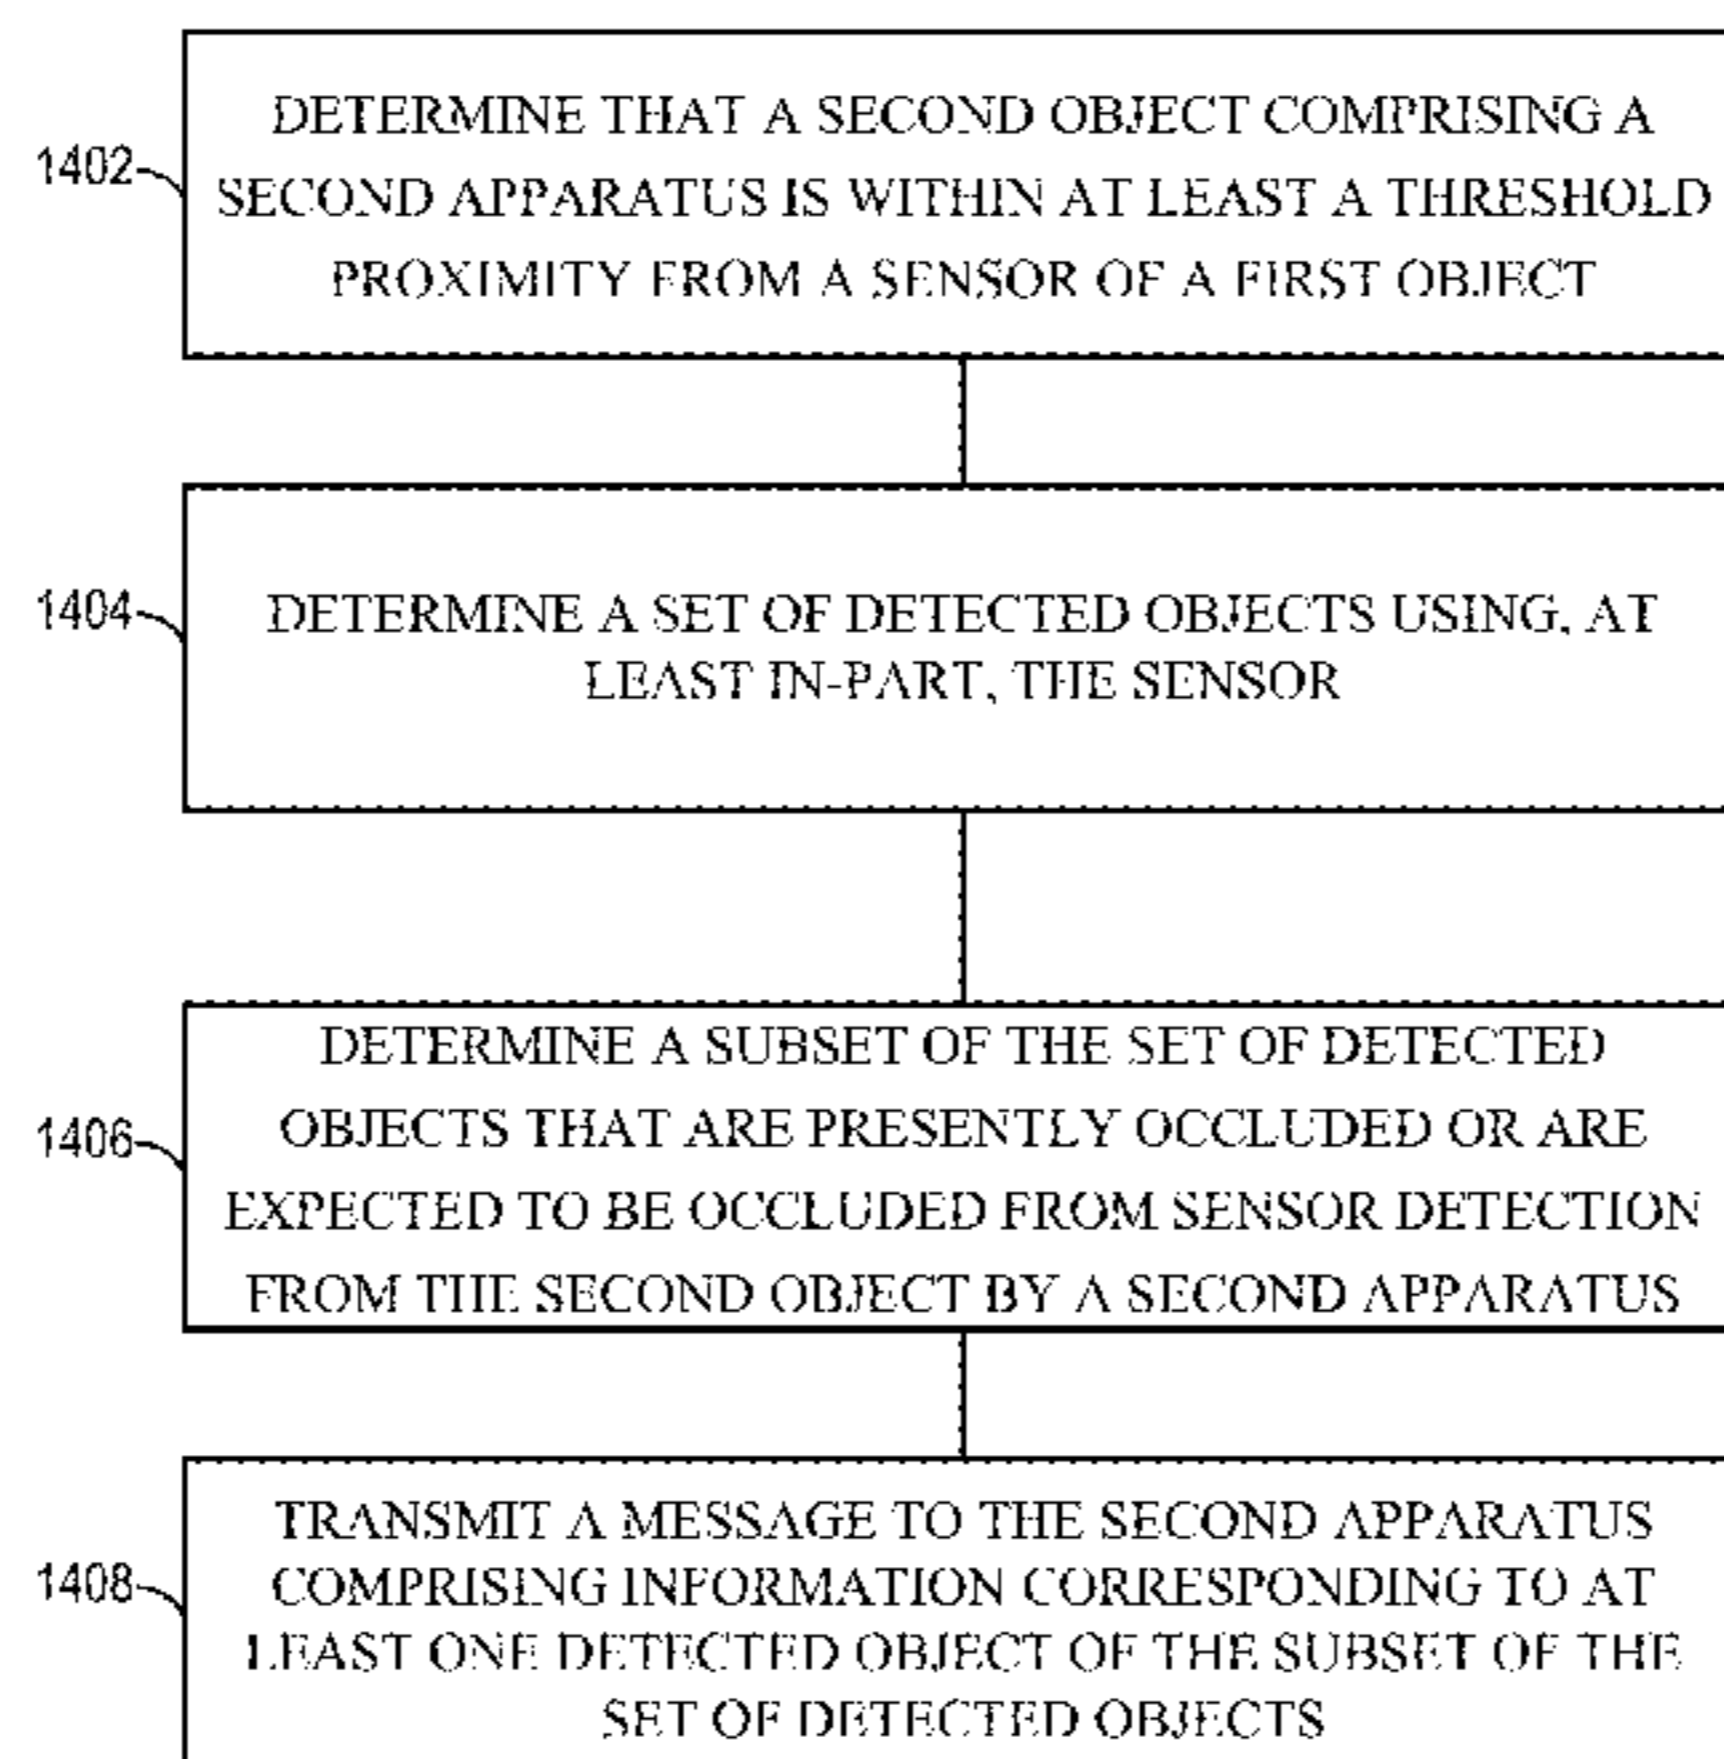 DETERMINE THAT A SECOND OBJECT COMPRISING A
1402
SECOND APPARATUS IS WITHIN AT LEAST A THRESHOLD
PROXIMITY FROM A SENSOR OF A FIRST OBJECT
1404
DETERMINE A SET OF DETECTED OBJECTS USING, AT
LEAST IN-PART, THE SENSOR
DETERMINE A SUBSET OF THE SET OF DETECTED
1406
OBJECTS THAT ARE PRESENTLY OCCLUDED OR ARE
EXPECTED TO BE OCCLUDED FROM SENSOR DETECTION
FROM THE SECOND OBJECT BY A SECOND APPARATUS
TRANSMIT A MESSAGE TO THE SECOND APPARATUS
1408
COMPRISING INFORMATION CORRESPONDING TO AT
LEAST ONE DETECTED OBJECT OF THE SUBSET OF THE
SET OF DETECTED OBJECTS